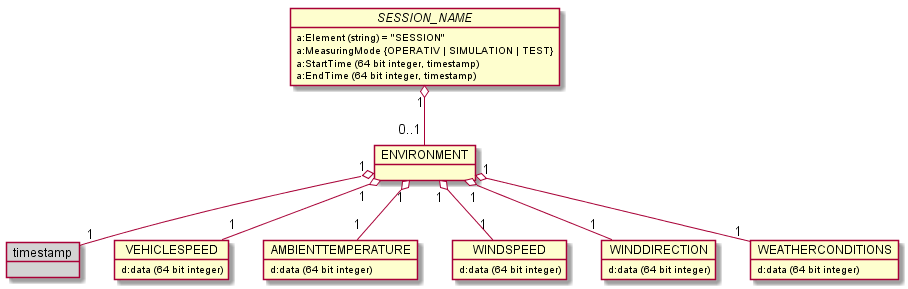 SESSION_NAME
a:Element (string) = "SESSION"
a:MeasuringMode {OPERATIV | SIMULATION | TEST}
a:StartTime (64 bit integer, timestamp)
a:EndTime (64 bit integer, timestamp)
1
0..1
ENVIRONMENT
1 1 1 1 1 1
1 1 1 1 1 1
timestamp
VEHICLESPEED
d:data (64 bit integer)
AMBIENTTEMPERATURE
d:data (64 bit integer)
WINDSPEED
d:data (64 bit integer)
WINDDIRECTION
d:data (64 bit integer)
WEATHERCONDITIONS
d:data (64 bit integer)